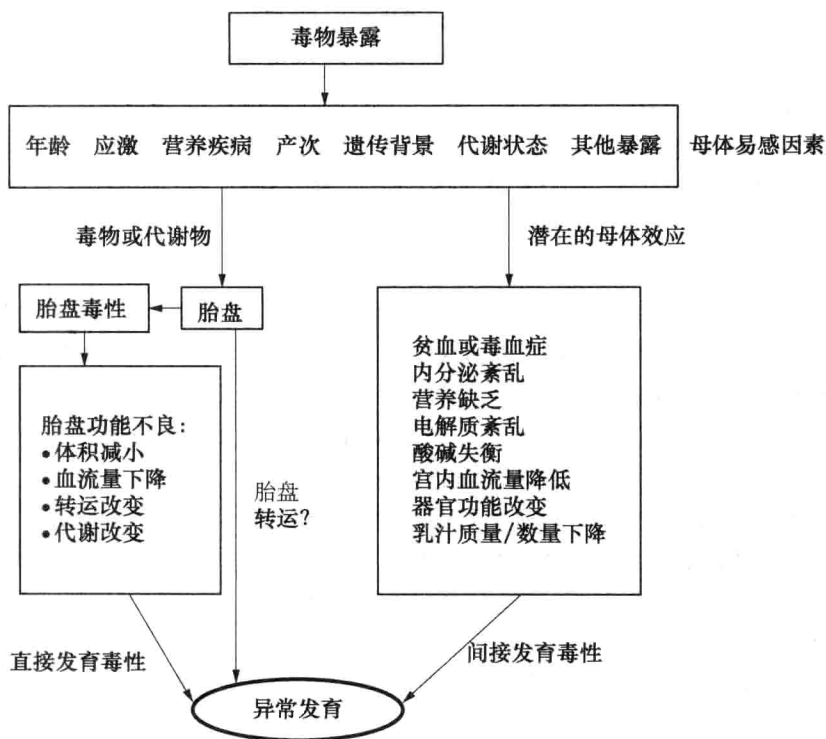 毒物暴露
年龄 应激 营养疾病 产次 遗传背景 代谢状态 其他暴露
母体易感因素
毒物或代谢物
潜在的母体效应
胎盘毒性
胎盘
胎盘功能不良:
•体积减小
•血流量下降
•转运改变
•代谢改变
胎盘
转运?
贫血或毒血症
内分泌紊乱
营养缺乏
电解质紊乱
酸碱失衡
宫内血流量降低
器官功能改变
乳汁质量/数量下降
直接发育毒性
间接发育毒性
异常发育